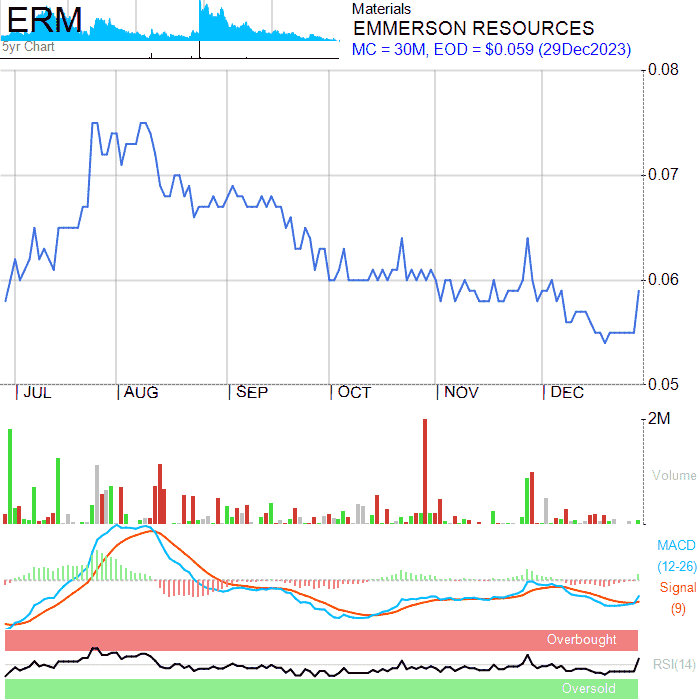 ERM
5yr Chart
Materials
EMMERSON RESOURCES
MC = 30M, EOD = $0.059 (29Dec2023)
0.08
0.07
0.06
0.05
JUL AUG SEP OCT NOV DEC
2M
Volume
MACD
(12-26)
Signal
(9)
Overbought
RSI(14)
Oversold